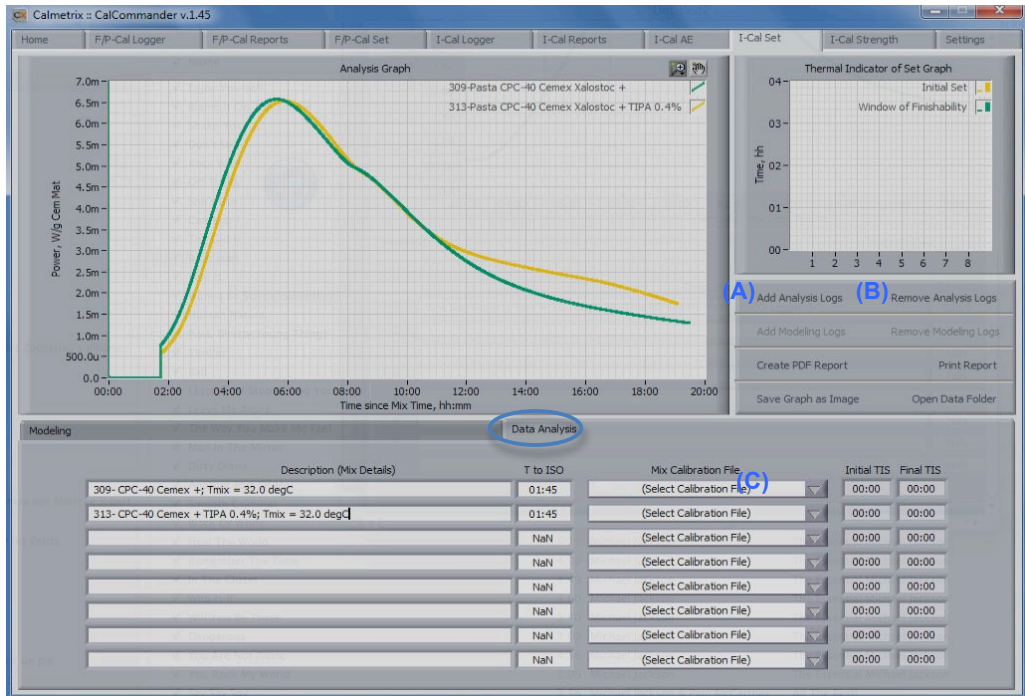 Calmetrix :: CalCommander v.1.45
Home F/P-Cal Logger F/P-Cal Reports F/P-Cal Set I-Cal Logger I-Cal Reports I-Cal AE I-Cal Set I-Cal Strength Settings
Analysis Graph
309-Pasta CPC-40 Cemex Xalostoc +
313-Pasta CPC-40 Cemex Xalostoc + TIPA 0.4%
Power, W/g Cem Mat
7.0m
6.5m
6.0m
5.5m
5.0m
4.5m
4.0m
3.5m
3.0m
2.5m
2.0m
1.5m
1.0m
500.0u
0.0
00:00 02:00 04:00 06:00 08:00 10:00 12:00 14:00 16:00 18:00 20:00
Time since Mix Time, hh:mm
Thermal Indicator of Set Graph
Initial Set
Window of Finishability
Time, hh
04
03
02
01
00
1 2 3 4 5 6 7 8
(A) Add Analysis Logs (B) Remove Analysis Logs
Add Modeling Logs Remove Modeling Logs
Create PDF Report Print Report
Save Graph as Image Open Data Folder
Modeling Data Analysis
Description (Mix Details) T to ISO Mix Calibration File Initial TIS Final TIS
(C)
309- CPC-40 Cemex +; Tmix = 32.0 degC 01:45 (Select Calibration File) 00:00 00:00
313- CPC-40 Cemex + TIPA 0.4%; Tmix = 32.0 degC 01:45 (Select Calibration File) 00:00 00:00
NaN (Select Calibration File) 00:00 00:00
NaN (Select Calibration File) 00:00 00:00
NaN (Select Calibration File) 00:00 00:00
NaN (Select Calibration File) 00:00 00:00
NaN (Select Calibration File) 00:00 00:00
NaN (Select Calibration File) 00:00 00:00